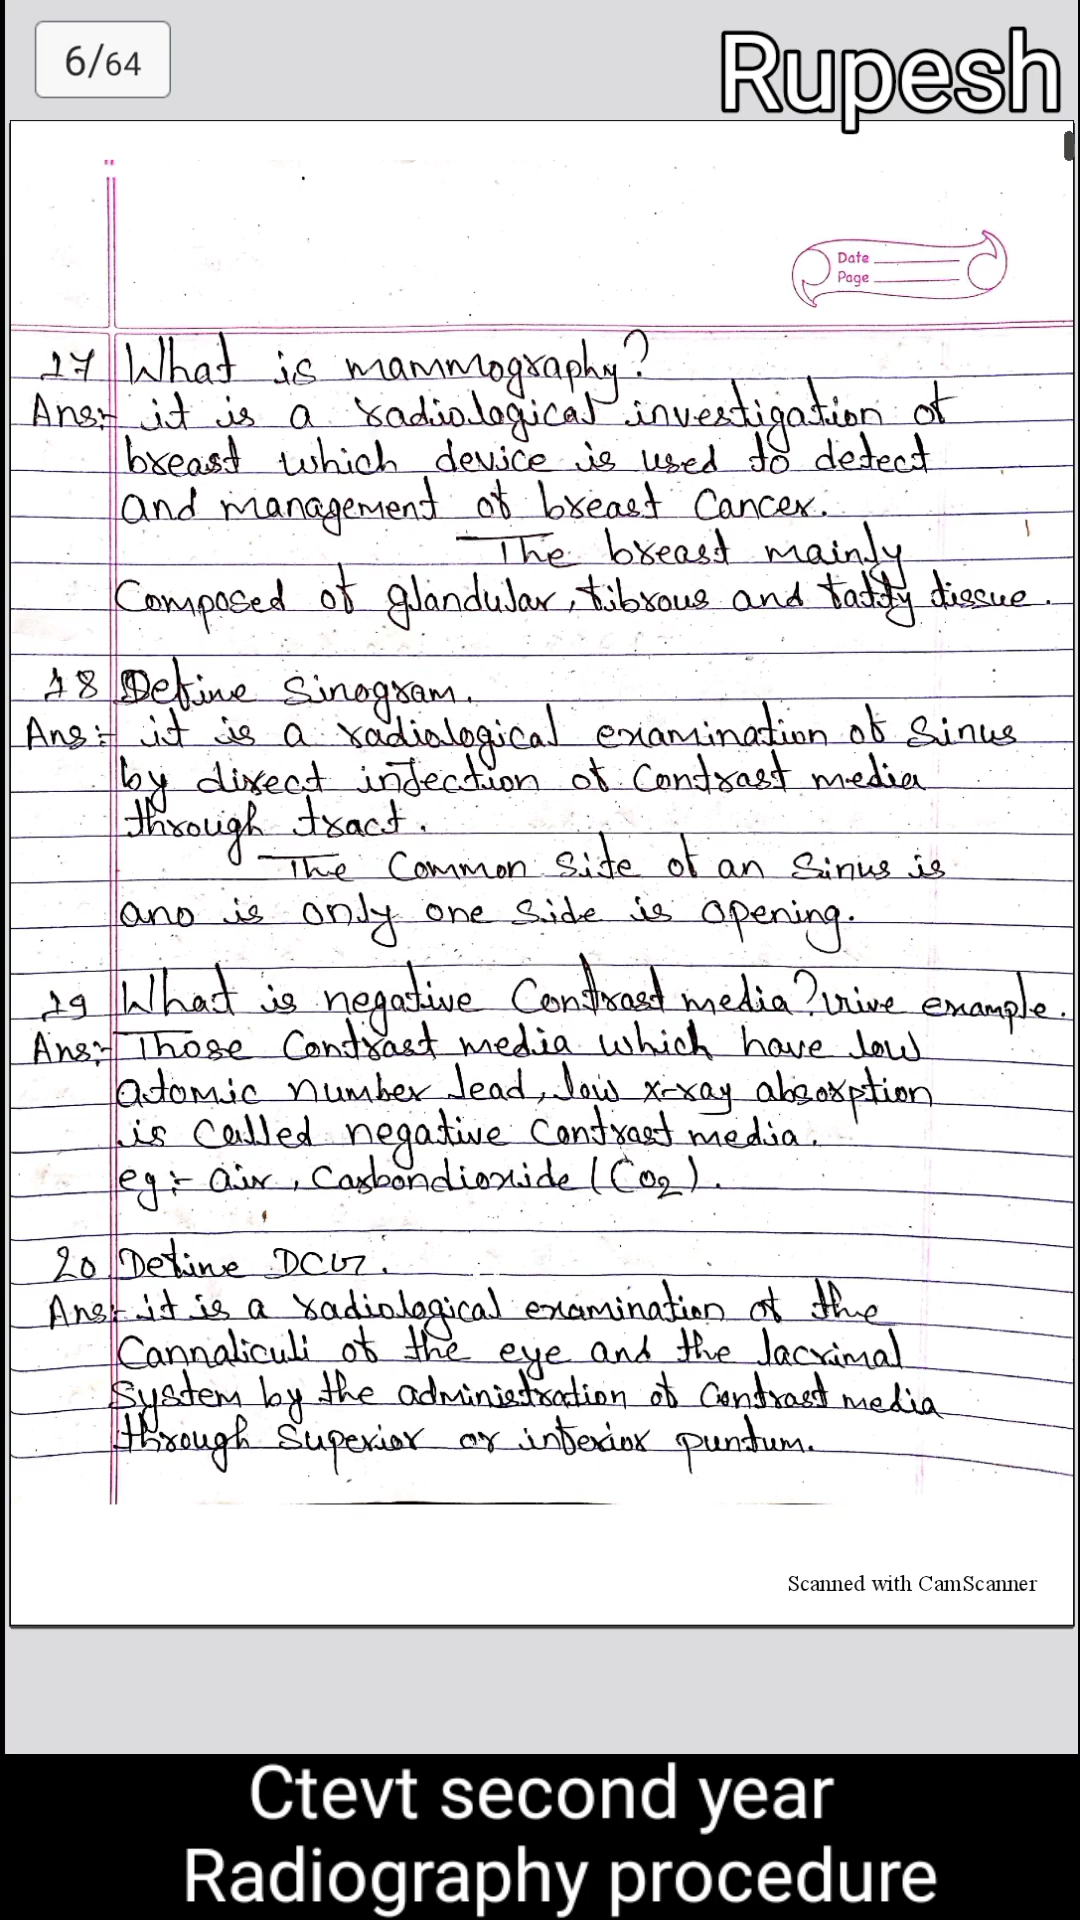 6/64
Rupesh
Date
Page
17 What is mammography?
Ans:- it is a radiological investigation of
breast which device is used to detect
and management of breast Cancer.
The breast mainly
Composed of glandular, fibrous and fatty tissue.
18 Define Sinogram.
Ans:- it is a radiological examination of Sinus
by direct injection of Contrast media
through tract.
The Common Site of an Sinus is
ano is only one Side is opening.
19 What is negative Contrast media? Give example.
Ans:- Those Contrast media which have low
atomic number lead, low x-ray absorption
is Called negative Contrast media.
eg:- air, Carbondioxide (CO2).
20 Define DCG.
Ans:- it is a radiological examination of the
Cannaliculi of the eye and the lacrimal
System by the administration of Contrast media
through Superior or inferior puntum.
Scanned with CamScanner
Ctevt second year
Radiography procedure